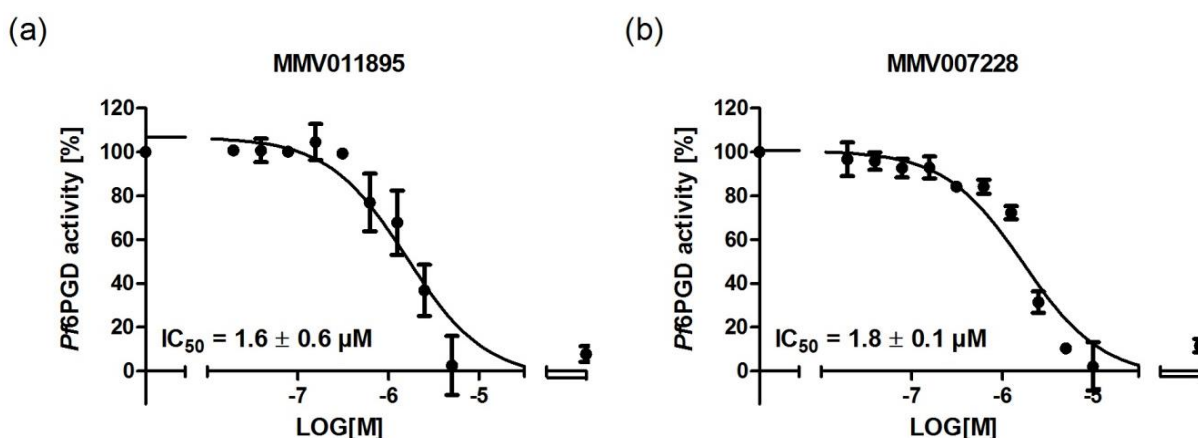 (a)
MMV011895
Pf6PGD activity [%]
120
100
80
60
40
20
0
IC50 = 1.6 ± 0.6 µM
-7
-6
-5
LOG[M]
(b)
MMV007228
Pf6PGD activity [%]
120
100
80
60
40
20
0
IC50 = 1.8 ± 0.1 µM
-7
-6
-5
LOG[M]